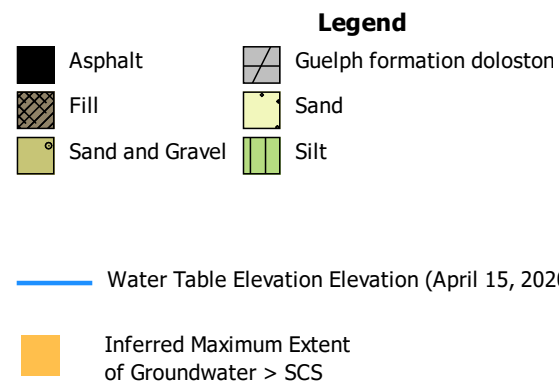 Legend
Asphalt
Guelph formation doloston
Fill
Sand
Sand and Gravel
Silt
Water Table Elevation Elevation (April 15, 202
Inferred Maximum Extent
of Groundwater > SCS